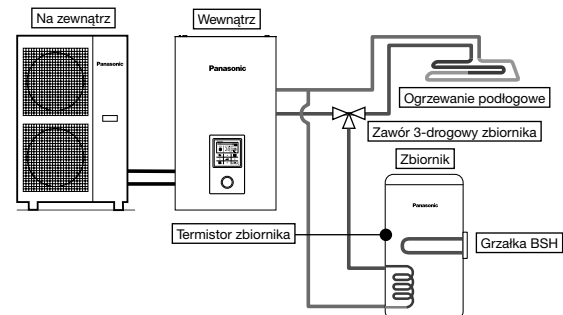 Na zewnątrz
Wewnątrz
Panasonic
Panasonic
Ogrzewanie podłogowe
Zawór 3-drogowy zbiornika
Zbiornik
Panasonic
Termistor zbiornika
Grzałka BSH